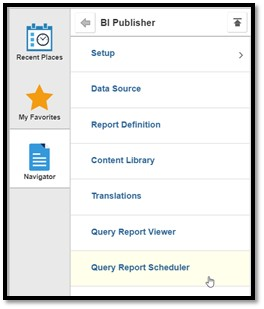 BI Publisher
Recent Places
My Favorites
Navigator
Setup
Data Source
Report Definition
Content Library
Translations
Query Report Viewer
Query Report Scheduler